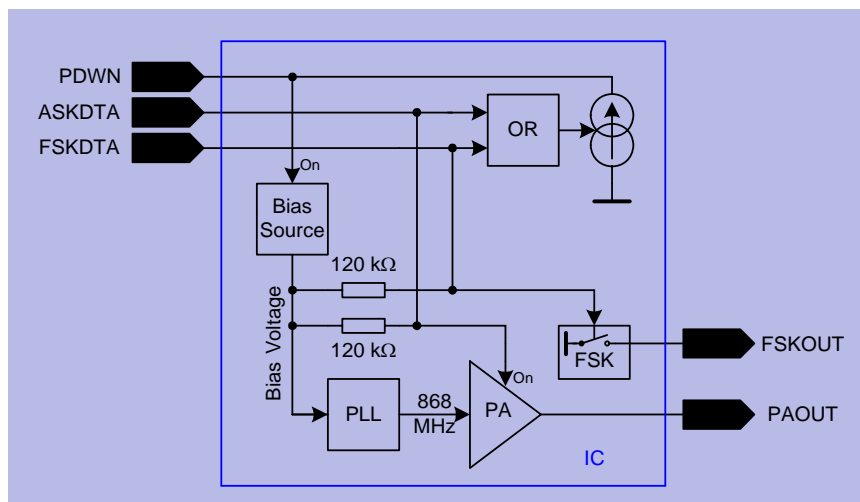 PDWN
ASKDTA
FSKDTA
OR
On
Bias
Source
120 kΩ
Bias Voltage
120 kΩ
FSK
FSKOUT
On
PLL
868
MHz
PA
PAOUT
IC